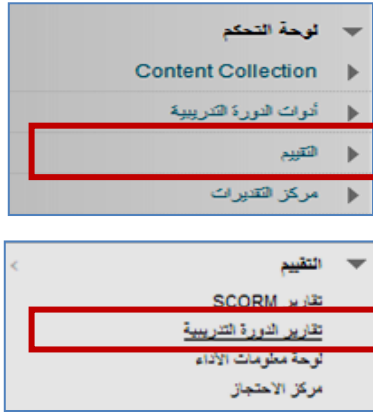 لوحة التحكم
Content Collection
أدوات الدورة التدريبية
التقييم
مركز التقديرات
التقييم
تقارير SCORM
تقارير الدورة التدريبية
لوحة معلومات الأداء
مركز الاحتجاز